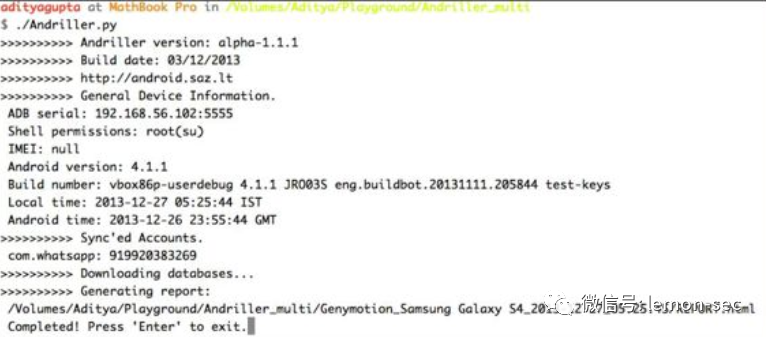 adityagupta at MothBook Pro in /Volumes/Aditya/Playground/Andriller_multi
$ ./Andriller.py
>>>>>>>>>> Andriller version: alpha-1.1.1
>>>>>>>>>> Build date: 03/12/2013
>>>>>>>>>> http://android.saz.lt
>>>>>>>>>> General Device Information.
ADB serial: 192.168.56.102:5555
Shell permissions: root(su)
IMEI: null
Android version: 4.1.1
Build number: vbox86p-userdebug 4.1.1 JRO03S eng.buildbot.20131111.205844 test-keys
Local time: 2013-12-27 05:25:44 IST
Android time: 2013-12-26 23:55:44 GMT
>>>>>>>>>> Sync'ed Accounts.
com.whatsapp: 919920383269
>>>>>>>>>> Downloading databases...
>>>>>>>>>> Generating report:
/Volumes/Aditya/Playground/Andriller_multi/Genymotion_Samsung Galaxy
微信号: lemon-sec
Completed! Press 'Enter' to exit.